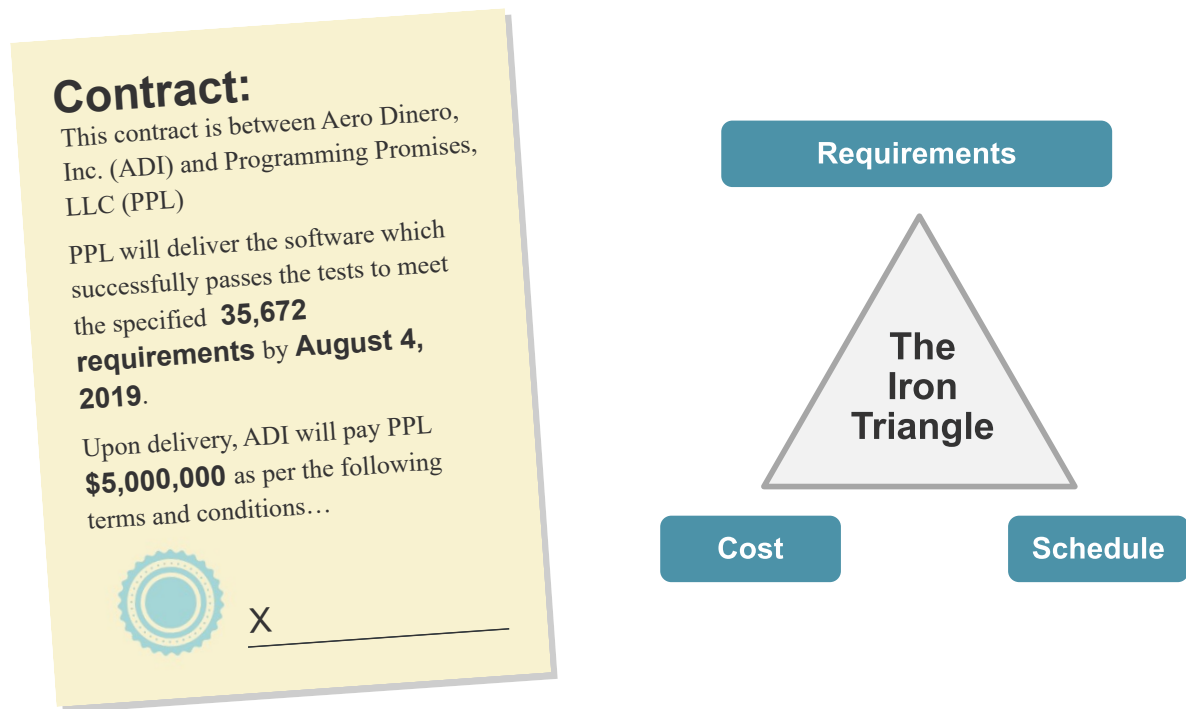 Contract:
This contract is between Aero Dinero,
Inc. (ADI) and Programming Promises,
LLC (PPL)
PPL will deliver the software which
successfully passes the tests to meet
the specified 35,672
requirements by August 4,
2019.
Upon delivery, ADI will pay PPL
$5,000,000 as per the following
terms and conditions…
X
Requirements
The
Iron
Triangle
Cost
Schedule